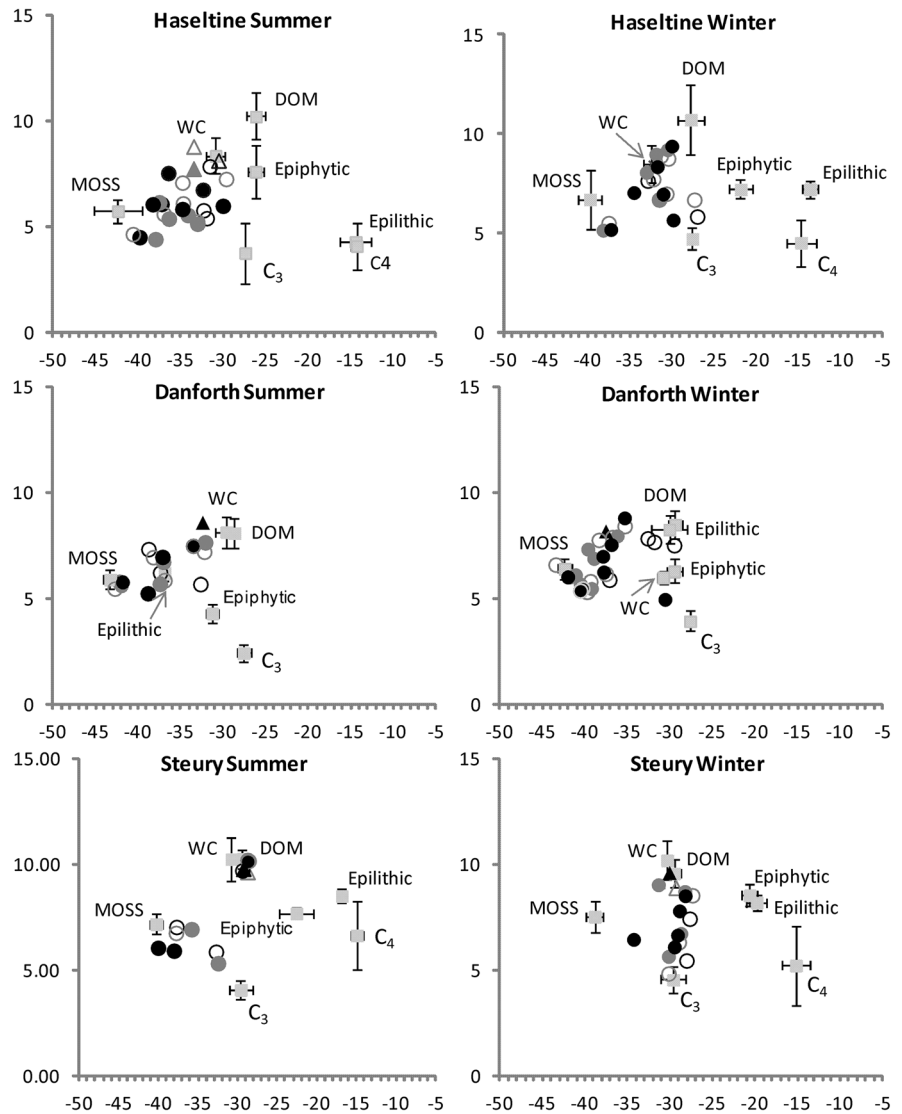 Haseltine Summer
15
10
5
0
WC
DOM
MOSS
Epiphytic
Epilithic
C3
C4
-50 -45 -40 -35 -30 -25 -20 -15 -10 -5
Haseltine Winter
15
10
5
0
DOM
WC
MOSS
Epiphytic
Epilithic
C3
C4
-50 -45 -40 -35 -30 -25 -20 -15 -10 -5
Danforth Summer
15
10
5
0
WC
DOM
MOSS
Epiphytic
Epilithic
C3
-50 -45 -40 -35 -30 -25 -20 -15 -10 -5
Danforth Winter
15
10
5
0
DOM
Epilithic
MOSS
Epiphytic
WC
C3
-50 -45 -40 -35 -30 -25 -20 -15 -10 -5
Steury Summer
15.00
10.00
5.00
0.00
WC
DOM
Epilithic
MOSS
Epiphytic
C4
C3
-50 -45 -40 -35 -30 -25 -20 -15 -10 -5
Steury Winter
15
10
5
0
WC
DOM
Epiphytic
MOSS
Epilithic
C4
C3
-50 -45 -40 -35 -30 -25 -20 -15 -10 -5